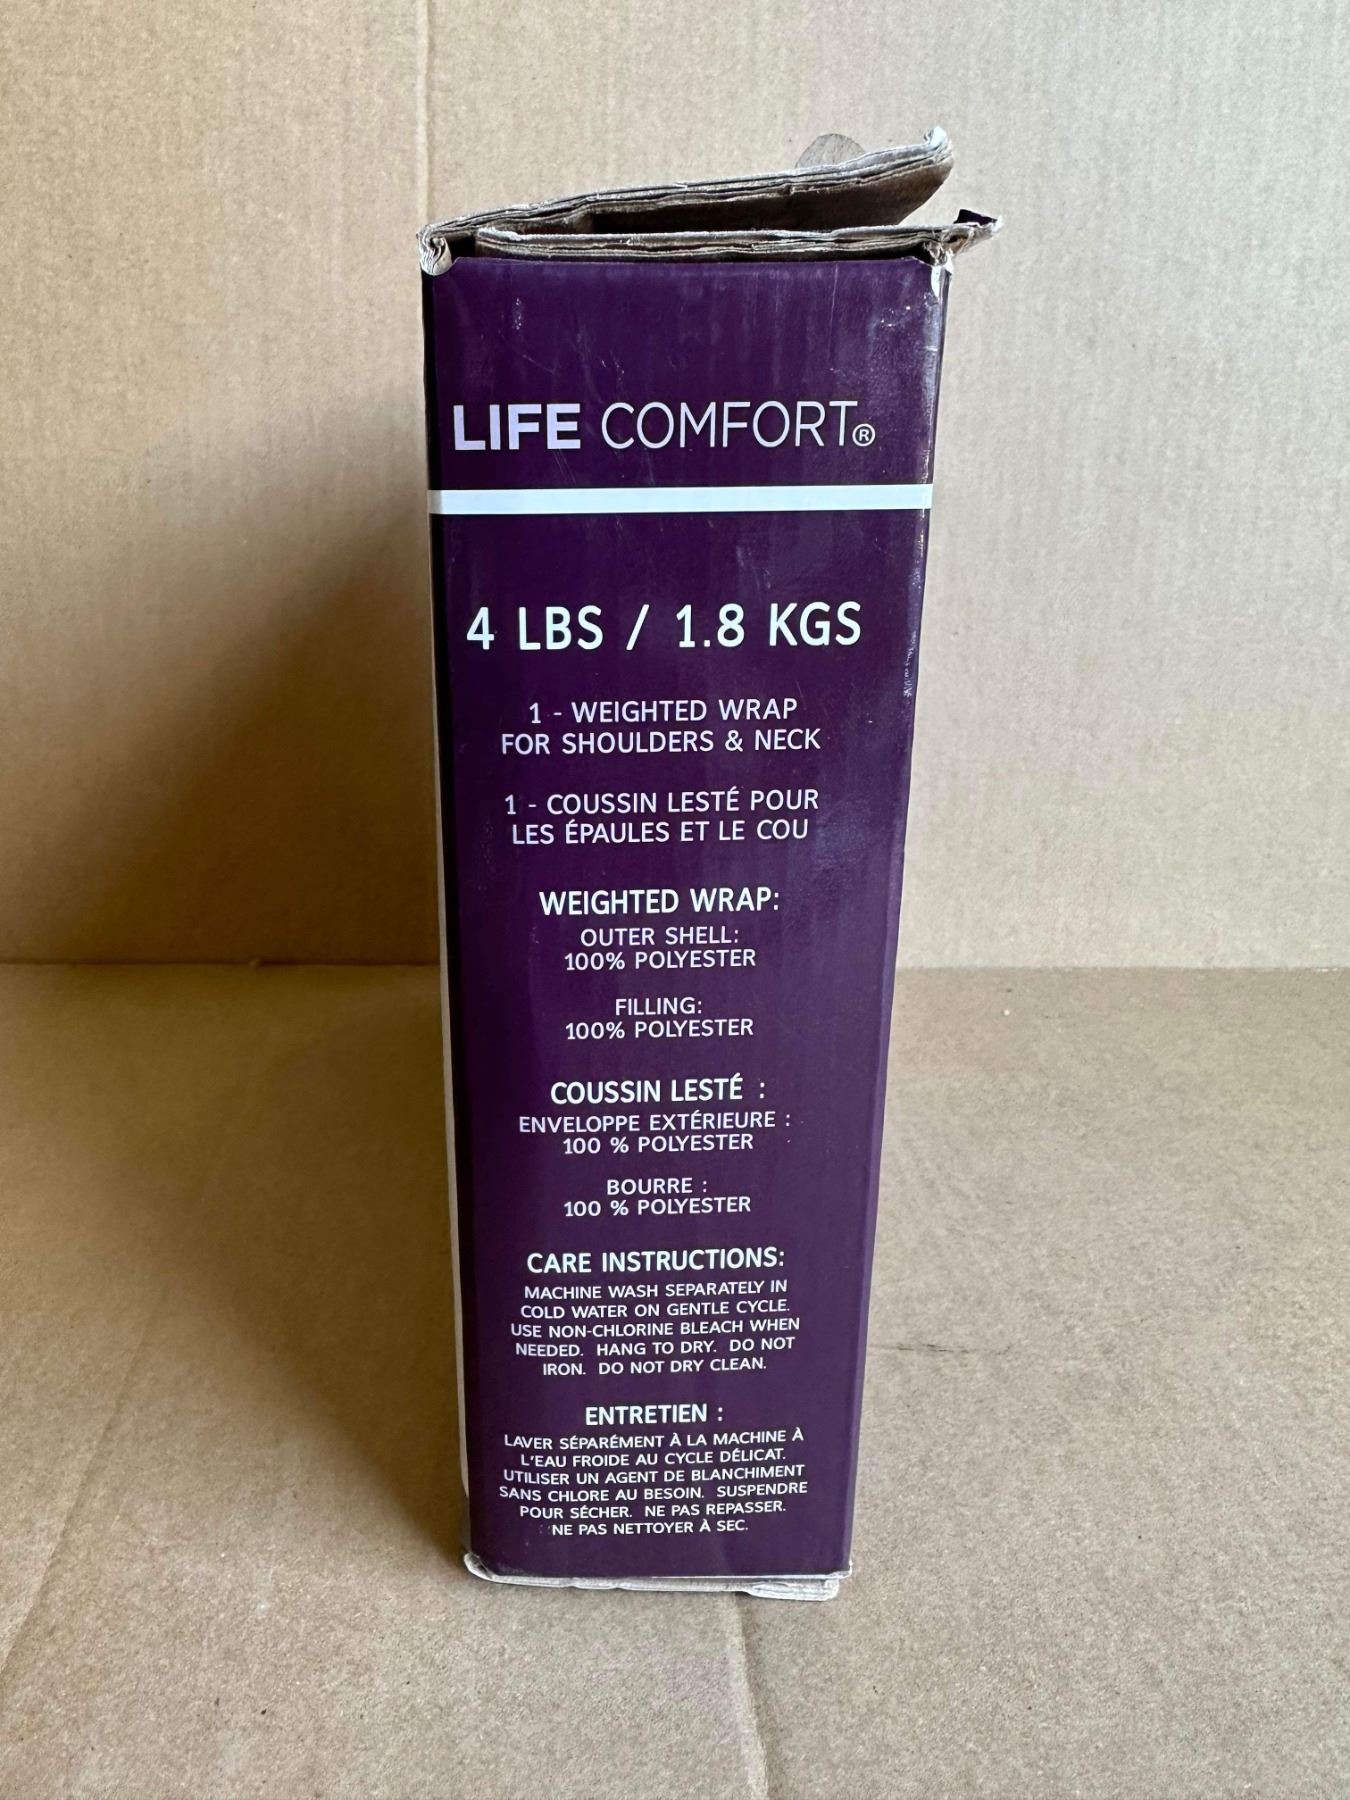 LIFE COMFORT®
4 LBS / 1.8 KGS
1 - WEIGHTED WRAP
FOR SHOULDERS & NECK
1 - COUSSIN LESTÉ POUR
LES ÉPAULES ET LE COU
WEIGHTED WRAP:
OUTER SHELL:
100% POLYESTER
FILLING:
100% POLYESTER
COUSSIN LESTÉ :
ENVELOPPE EXTÉRIEURE :
100 % POLYESTER
BOURRE :
100 % POLYESTER
CARE INSTRUCTIONS:
MACHINE WASH SEPARATELY IN
COLD WATER ON GENTLE CYCLE.
USE NON-CHLORINE BLEACH WHEN
NEEDED. HANG TO DRY. DO NOT
IRON. DO NOT DRY CLEAN.
ENTRETIEN :
LAVER SÉPARÉMENT À LA MACHINE À
L'EAU FROIDE AU CYCLE DÉLICAT.
UTILISER UN AGENT DE BLANCHIMENT
SANS CHLORE AU BESOIN. SUSPENDRE
POUR SÉCHER. NE PAS REPASSER.
NE PAS NETTOYER À SEC.